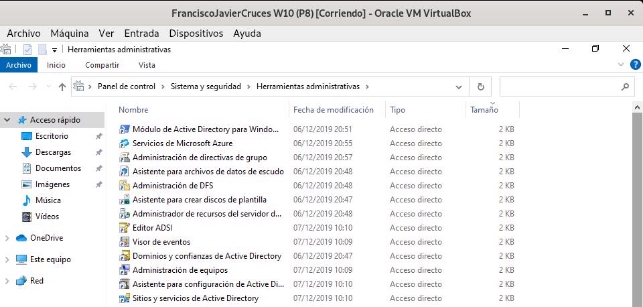 FranciscoJavierCruces W10 (P8) [Corriendo] - Oracle VM VirtualBox
Archivo Máquina Ver Entrada Dispositivos Ayuda
Herramientas administrativas
Archivo Inicio Compartir Vista
Panel de control > Sistema y seguridad > Herramientas administrativas >
Nombre Fecha de modificación Tipo Tamaño
Acceso rápido
Escritorio
Descargas
Documentos
Imágenes
Música
Vídeos
OneDrive
Este equipo
Red
Módulo de Active Directory para Windo... 06/12/2019 20:51 Acceso directo 2 KB
Servicios de Microsoft Azure 06/12/2019 20:55 Acceso directo 2 KB
Administración de directivas de grupo 06/12/2019 20:57 Acceso directo 2 KB
Asistente para archivos de datos de escudo 06/12/2019 20:48 Acceso directo 2 KB
Administración de DFS 06/12/2019 20:48 Acceso directo 2 KB
Asistente para crear discos de plantilla 06/12/2019 20:47 Acceso directo 2 KB
Administrador de recursos del servidor d... 06/12/2019 20:48 Acceso directo 2 KB
Editor ADSI 07/12/2019 10:10 Acceso directo 2 KB
Visor de eventos 07/12/2019 10:09 Acceso directo 2 KB
Dominios y confianzas de Active Directory 07/12/2019 10:09 Acceso directo 2 KB
Administración de equipos 07/12/2019 10:09 Acceso directo 2 KB
Asistente para configuración de Active Di... 07/12/2019 10:10 Acceso directo 2 KB
Sitios y servicios de Active Directory 07/12/2019 10:10 Acceso directo 2 KB